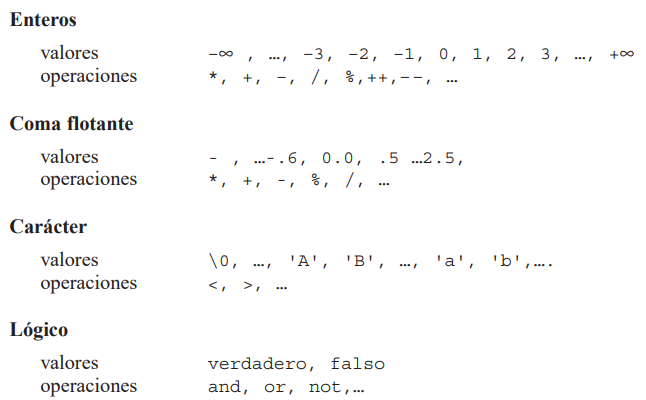 Enteros
valores -∞ , …, -3, -2, -1, 0, 1, 2, 3, …, +∞
operaciones *, +, -, /, %,++,--, …
Coma flotante
valores - , …-.6, 0.0, .5 …2.5,
operaciones *, +, -, %, /, …
Carácter
valores \0, …, 'A', 'B', …, 'a', 'b',….
operaciones <, >, …
Lógico
valores verdadero, falso
operaciones and, or, not,…